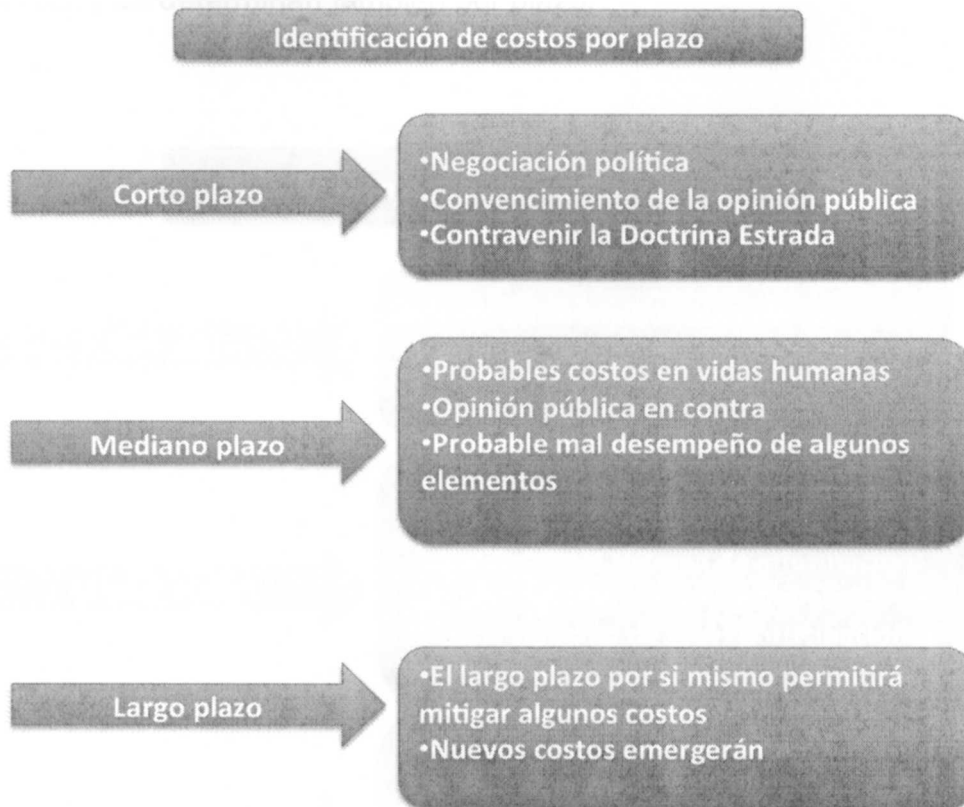 Identificación de costos por plazo
Corto plazo
•Negociación política
•Convencimiento de la opinión pública
•Contravenir la Doctrina Estrada
Mediano plazo
•Probables costos en vidas humanas
•Opinión pública en contra
•Probable mal desempeño de algunos
elementos
Largo plazo
•El largo plazo por si mismo permitirá
mitigar algunos costos
•Nuevos costos emergerán